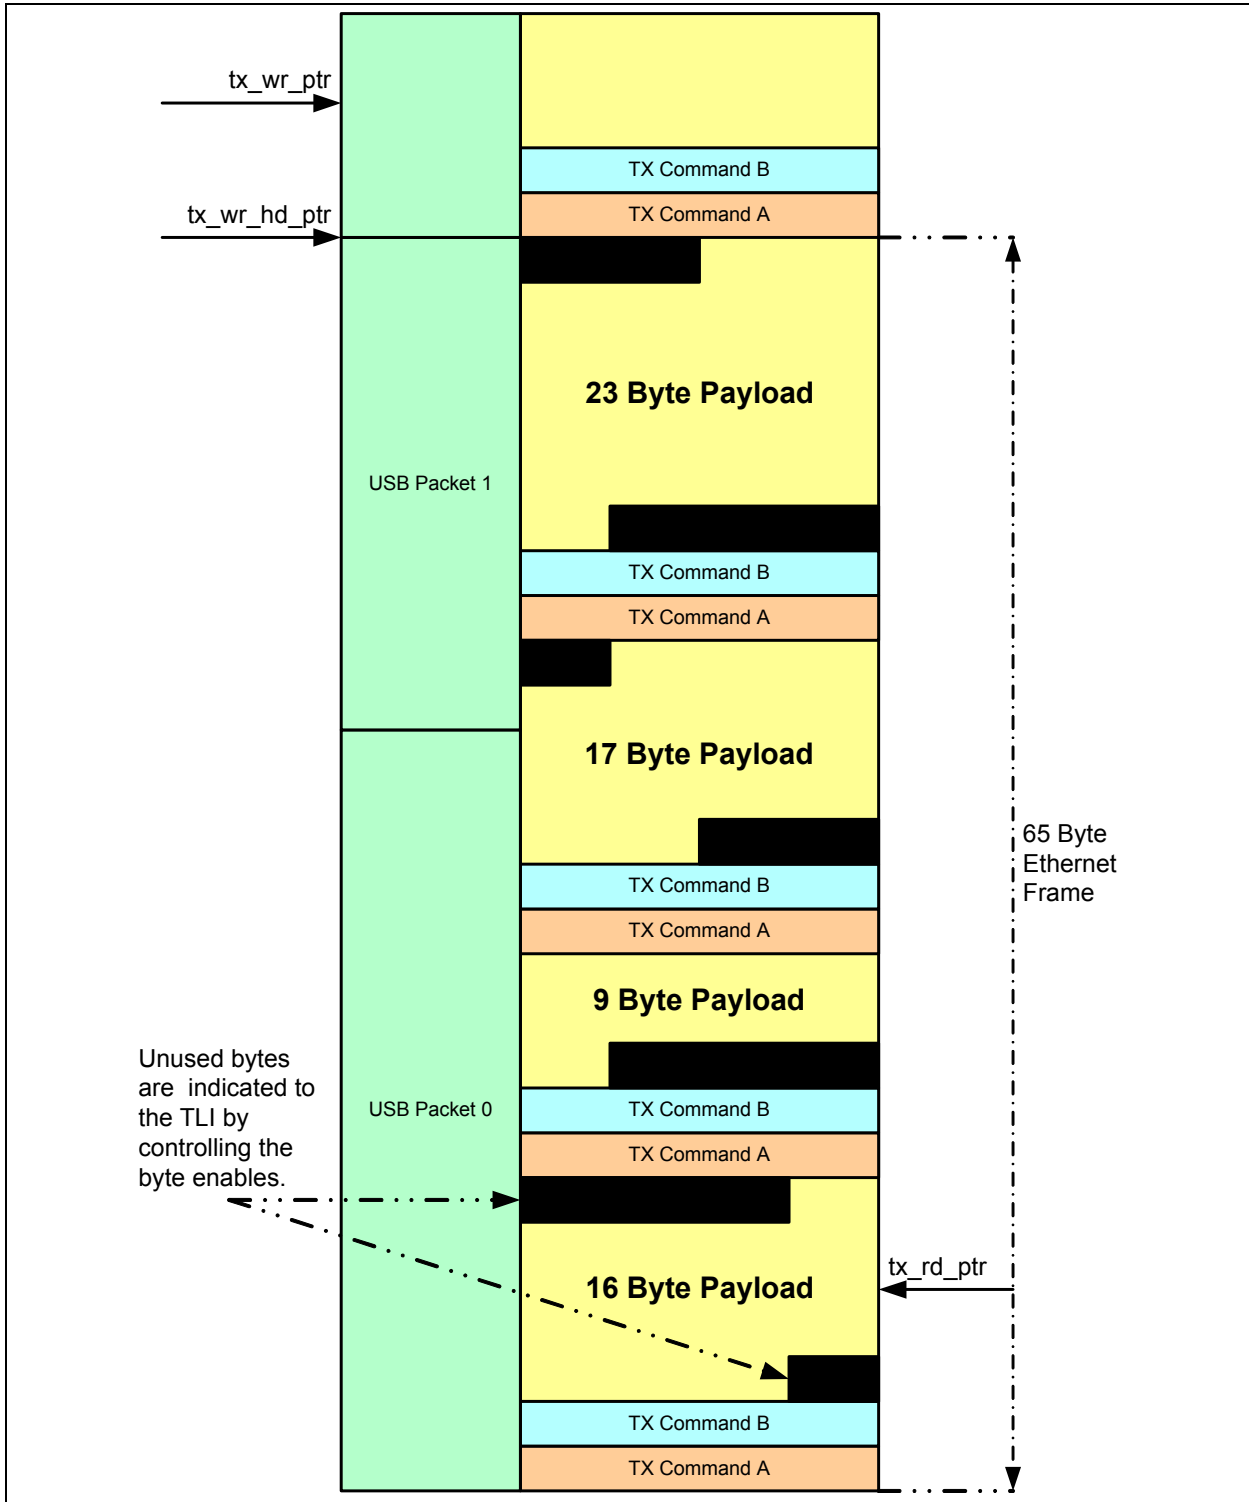 tx_wr_ptr
TX Command B
tx_wr_hd_ptr
TX Command A
23 Byte Payload
USB Packet 1
TX Command B
TX Command A
17 Byte Payload
65 Byte
Ethernet
Frame
TX Command B
TX Command A
9 Byte Payload
Unused bytes
are indicated to
the TLI by
controlling the
byte enables.
USB Packet 0
TX Command B
TX Command A
tx_rd_ptr
16 Byte Payload
TX Command B
TX Command A